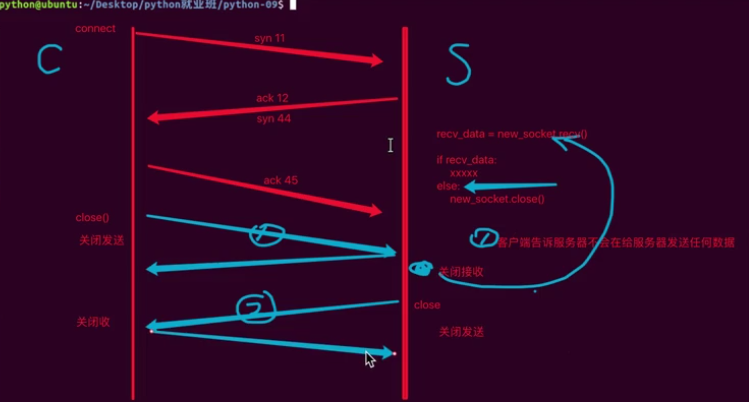 python@ubuntu:~/Desktop/python就业班/python-09$
connect
syn 11
C
S
ack 12
syn 44
recv_data = new_socket.recv()
if recv_data:
xxxxx
ack 45
else:
new_socket.close()
close()
关闭发送
1
1
客户端告诉服务器不会在给服务器发送任何数据
关闭接收
close
关闭收
关闭发送